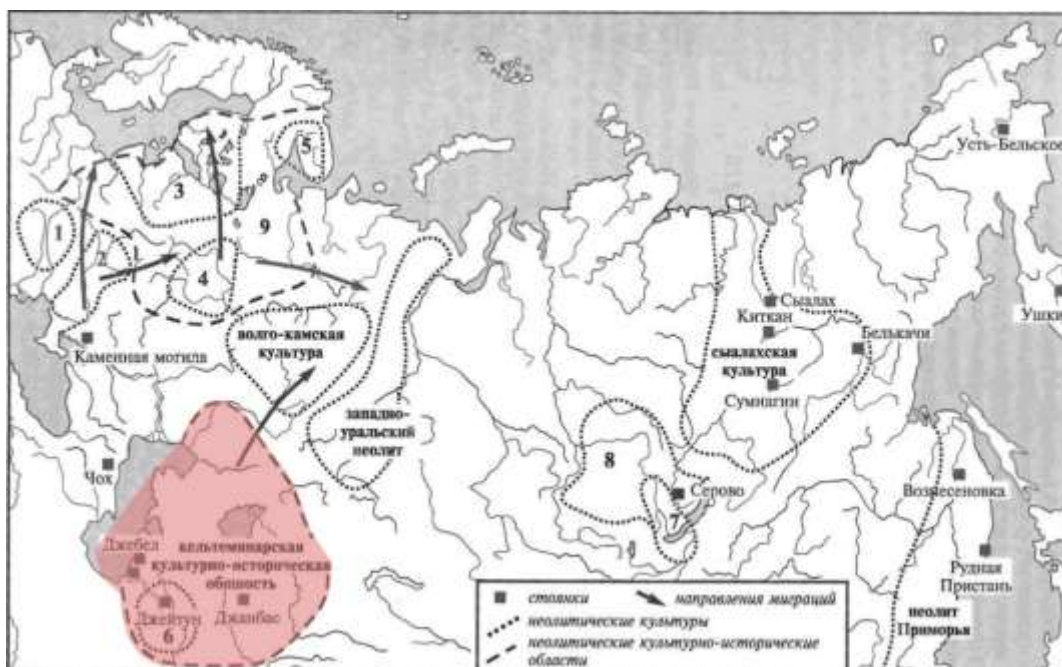 Усть-Бельское
5
3
9
1
2
4
Сыалах
Киткан
Ушки
Белькачи
волго-камская
культура
Каменная могила
сыалахская
культура
Сумнагин
западно-
уральский
неолит
8
Чох
Серово
Вознесеновка
7
Джебел
кельтеминарская
культурно-историческая
общность
Рудная
Пристань
Джейтун
Джанбас
6
неолит
Приморья
стоянки
направления миграций
неолитические культуры
неолитические культурно-исторические
области